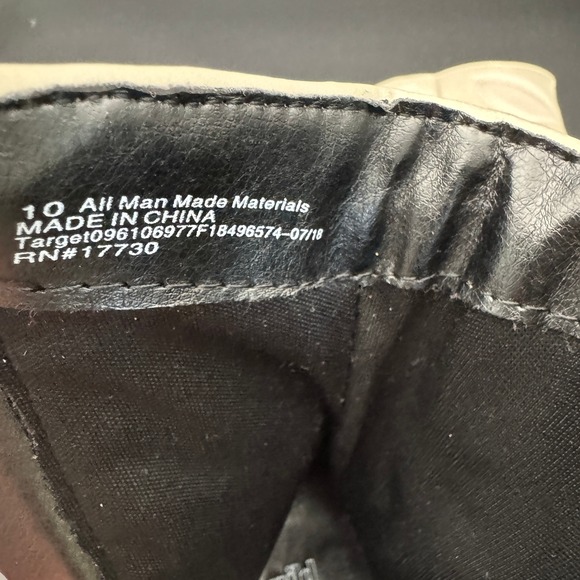 10 All Man Made Materials
MADE IN CHINA
Target096106977F18496574-07/18
RN#17730